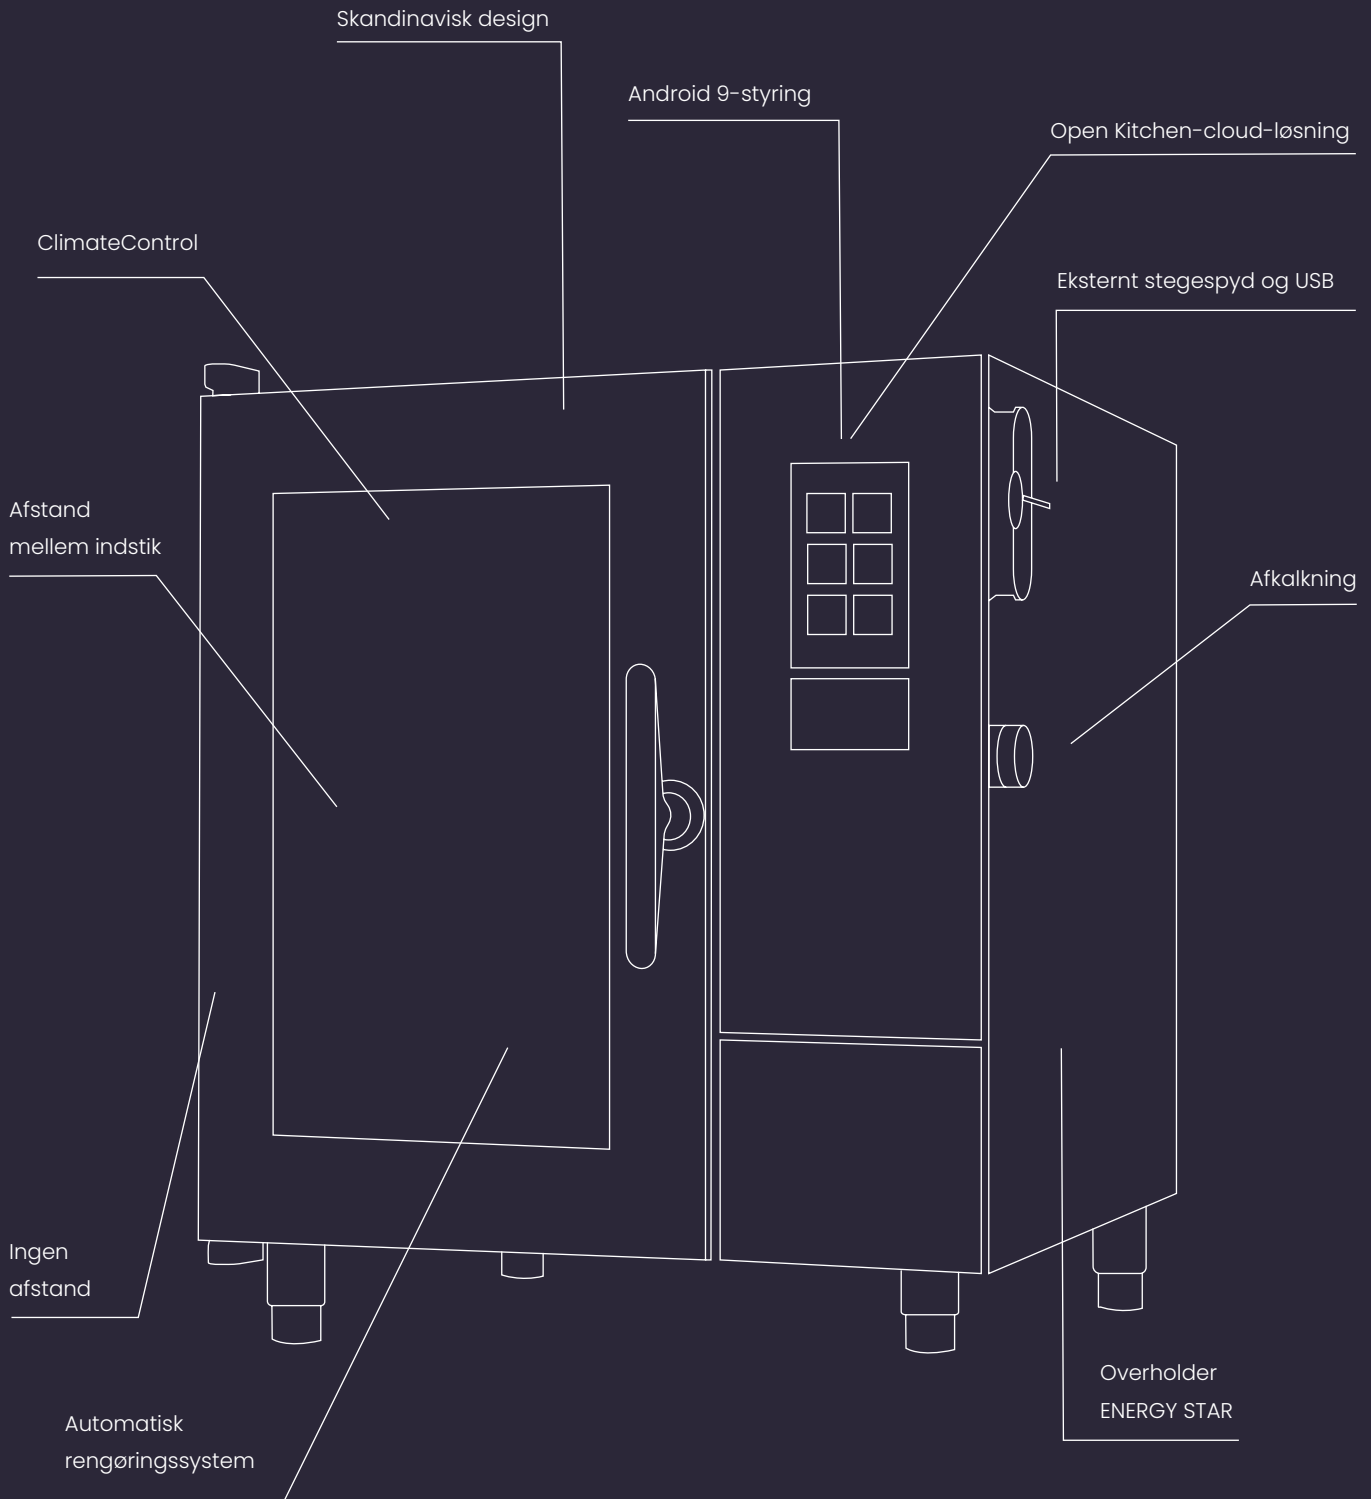 Skandinavisk design
Android 9-styring
Open Kitchen-cloud-løsning
ClimateControl
Eksternt stegespyd og USB
Afstand
mellem indstik
Afkalkning
Ingen
afstand
Overholder
ENERGY STAR
Automatisk
rengøringssystem